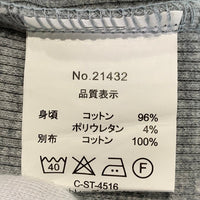 No.21432
品質表示
身頃 コットン 96%
ポリウレタン 4%
別布 コットン 100%
40 F
C-ST-4516